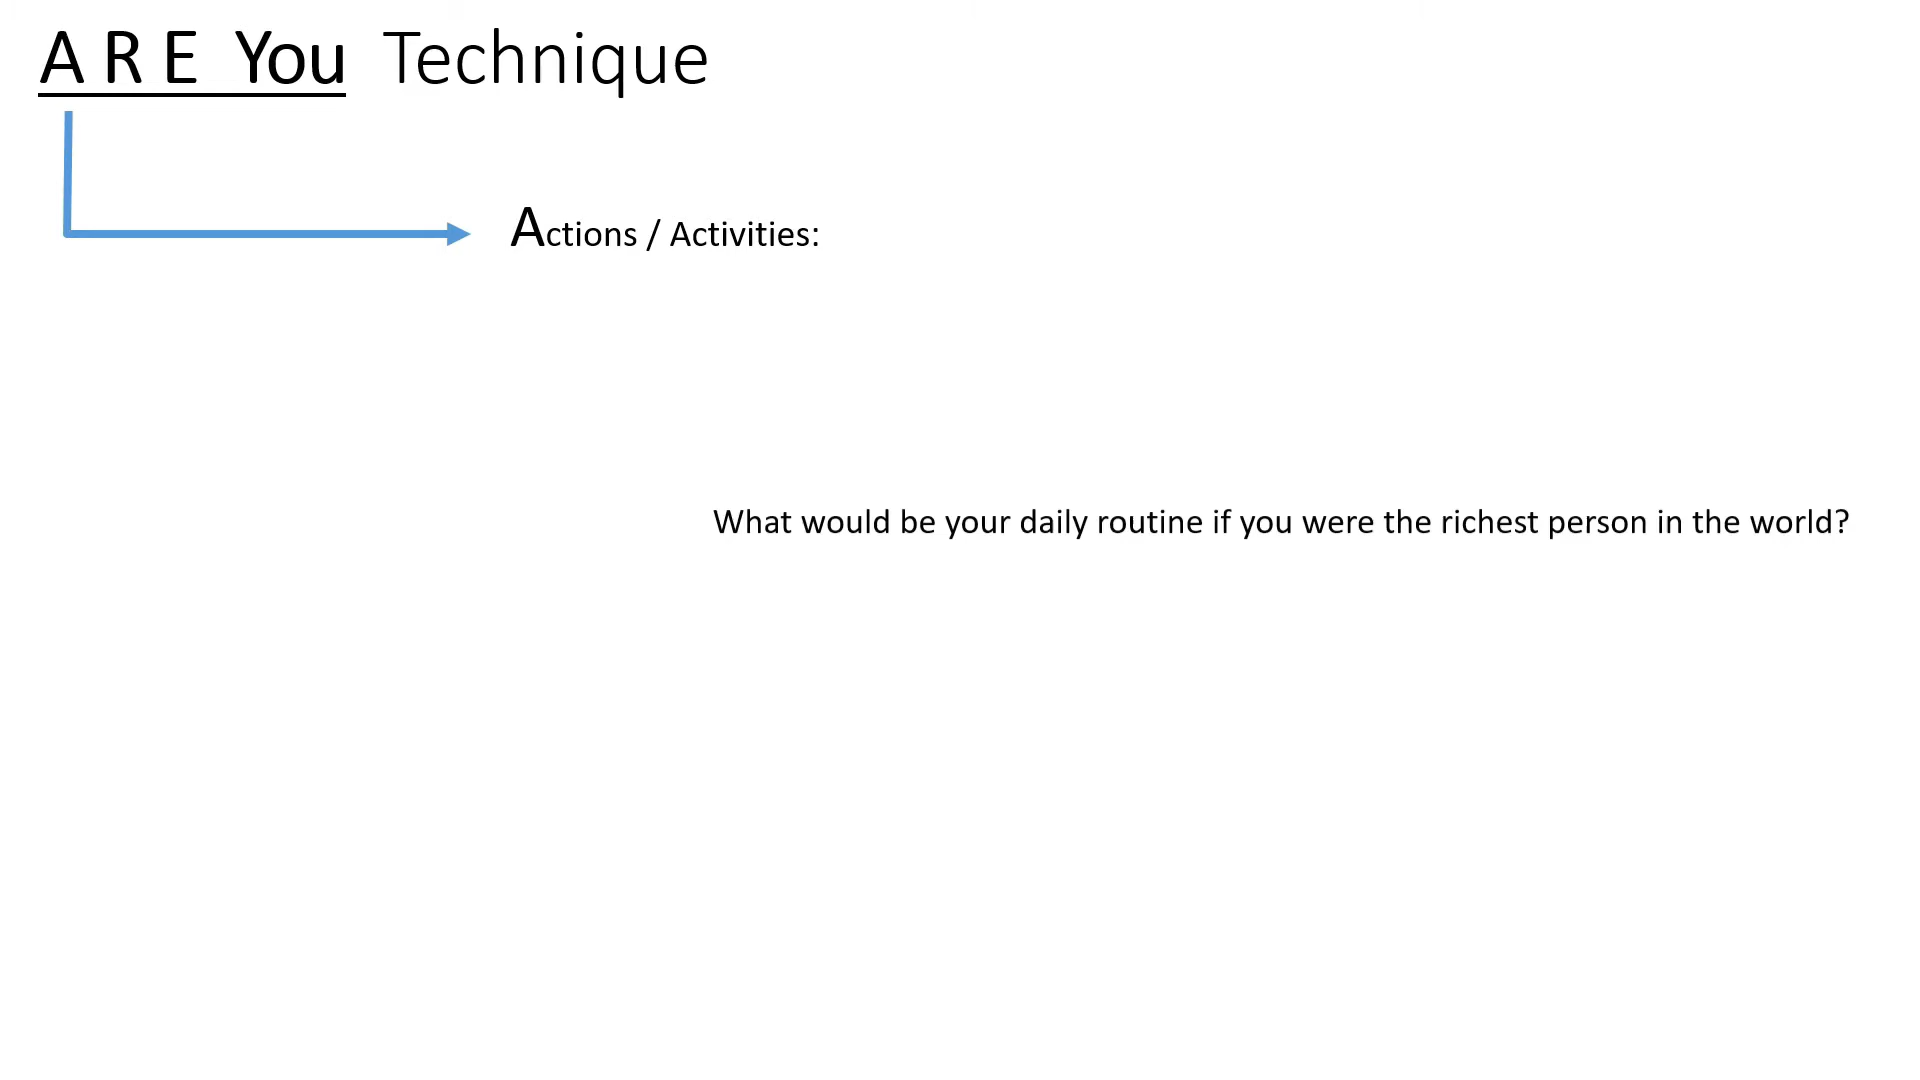 A R E You Technique
Actions / Activities:
What would be your daily routine if you were the richest person in the world?